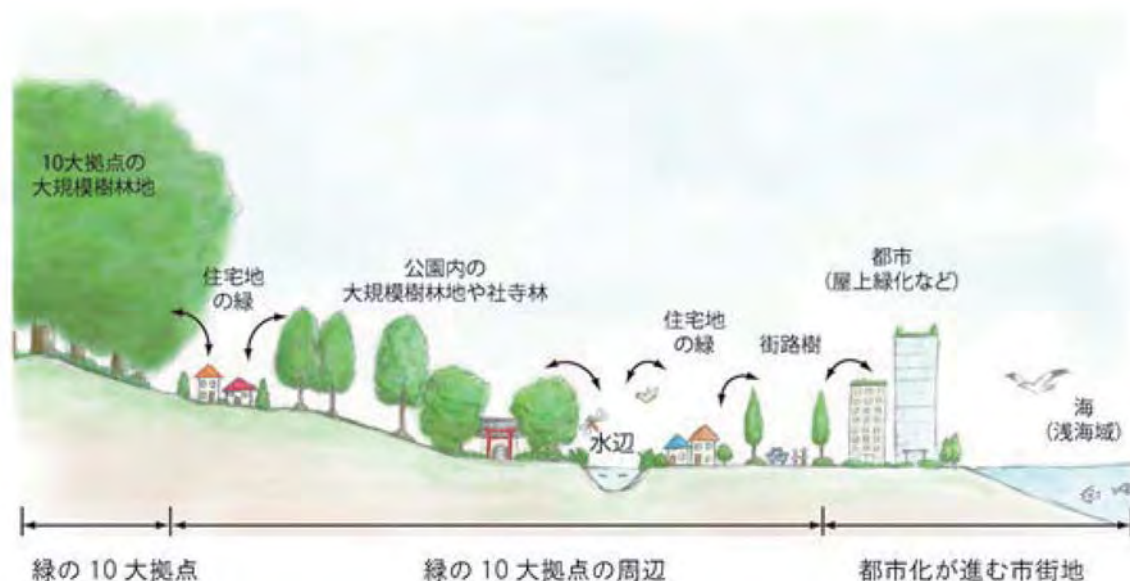 10大拠点の
大規模樹林地
住宅地
の緑
公園内の
大規模樹林地や社寺林
水辺
住宅地
の緑
街路樹
都市
(屋上緑化など)
海
(浅海域)
緑の 10 大拠点
緑の 10 大拠点の周辺
都市化が進む市街地